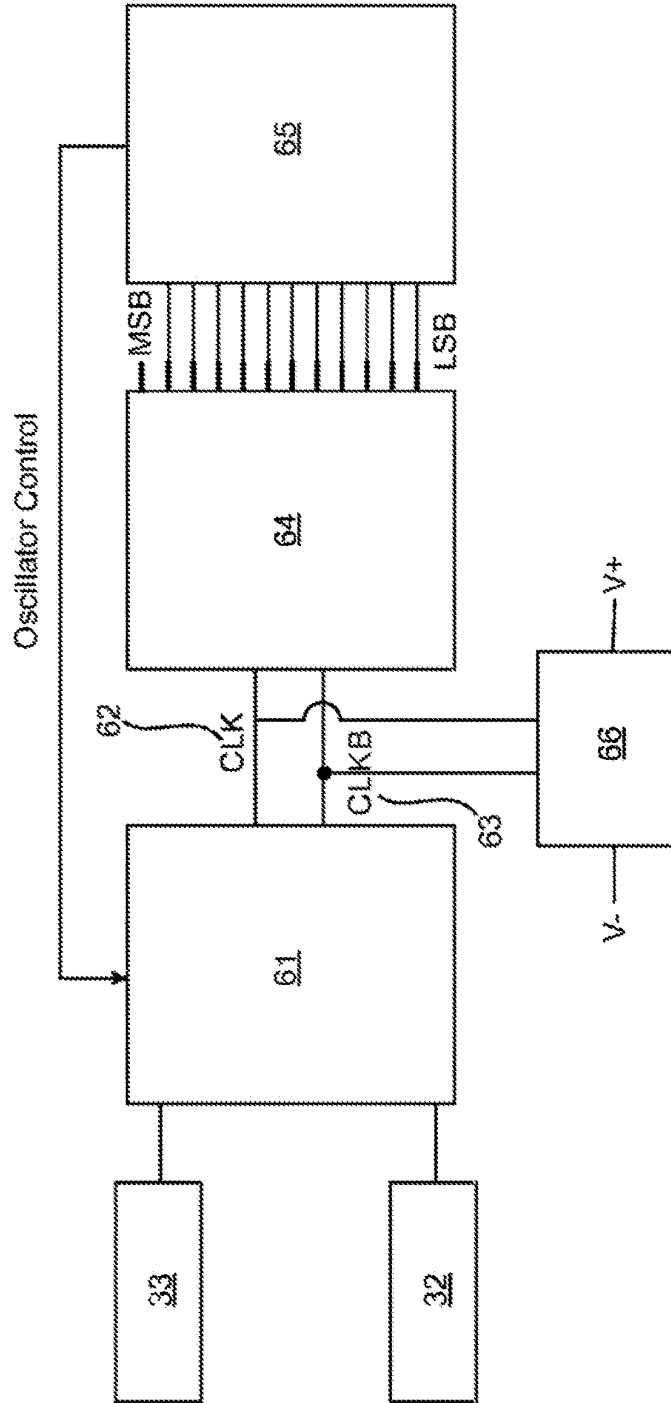 Oscillator Control
33
32
61
62
CLK
CLKB
63
64
MSB
LSB
65
V-
66
V+